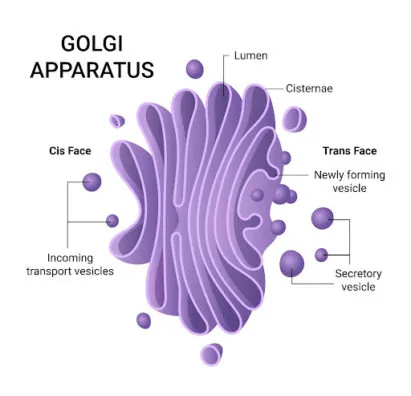 GOLGI
APPARATUS
Lumen
Cisternae
Cis Face
Trans Face
Newly forming
vesicle
Incoming
transport vesicles
Secretory
vesicle